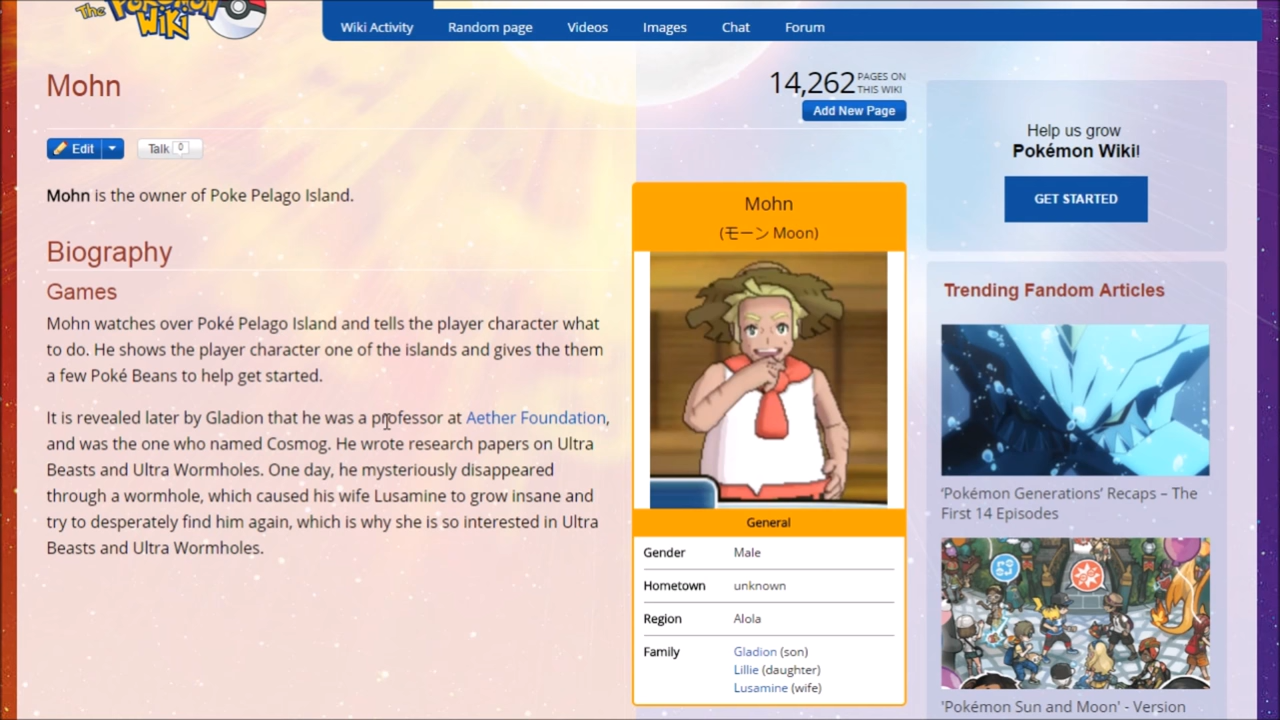 The Pokémon Wiki
Wiki Activity Random page Videos Images Chat Forum
Mohn
14,262 PAGES ON THIS WIKI
Add New Page
Edit Talk 0
Mohn is the owner of Poke Pelago Island.
Biography
Games
Mohn watches over Poké Pelago Island and tells the player character what
to do. He shows the player character one of the islands and gives the them
a few Poké Beans to help get started.
It is revealed later by Gladion that he was a professor at Aether Foundation,
and was the one who named Cosmog. He wrote research papers on Ultra
Beasts and Ultra Wormholes. One day, he mysteriously disappeared
through a wormhole, which caused his wife Lusamine to grow insane and
try to desperately find him again, which is why she is so interested in Ultra
Beasts and Ultra Wormholes.
Mohn
(モーン Moon)
General
Gender Male
Hometown unknown
Region Alola
Family Gladion (son)
Lillie (daughter)
Lusamine (wife)
Help us grow
Pokémon Wiki!
GET STARTED
Trending Fandom Articles
‘Pokémon Generations’ Recaps – The
First 14 Episodes
'Pokémon Sun and Moon' - Version